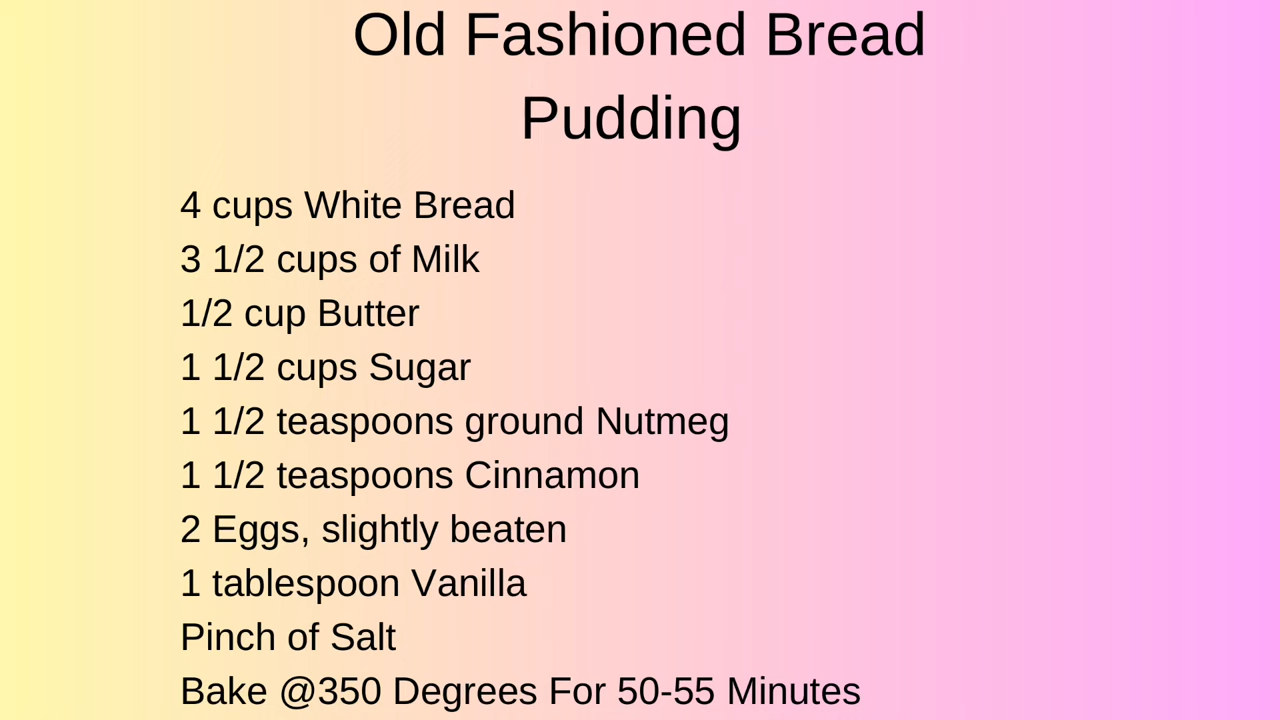 Old Fashioned Bread
Pudding
4 cups White Bread
3 1/2 cups of Milk
1/2 cup Butter
1 1/2 cups Sugar
1 1/2 teaspoons ground Nutmeg
1 1/2 teaspoons Cinnamon
2 Eggs, slightly beaten
1 tablespoon Vanilla
Pinch of Salt
Bake @350 Degrees For 50-55 Minutes